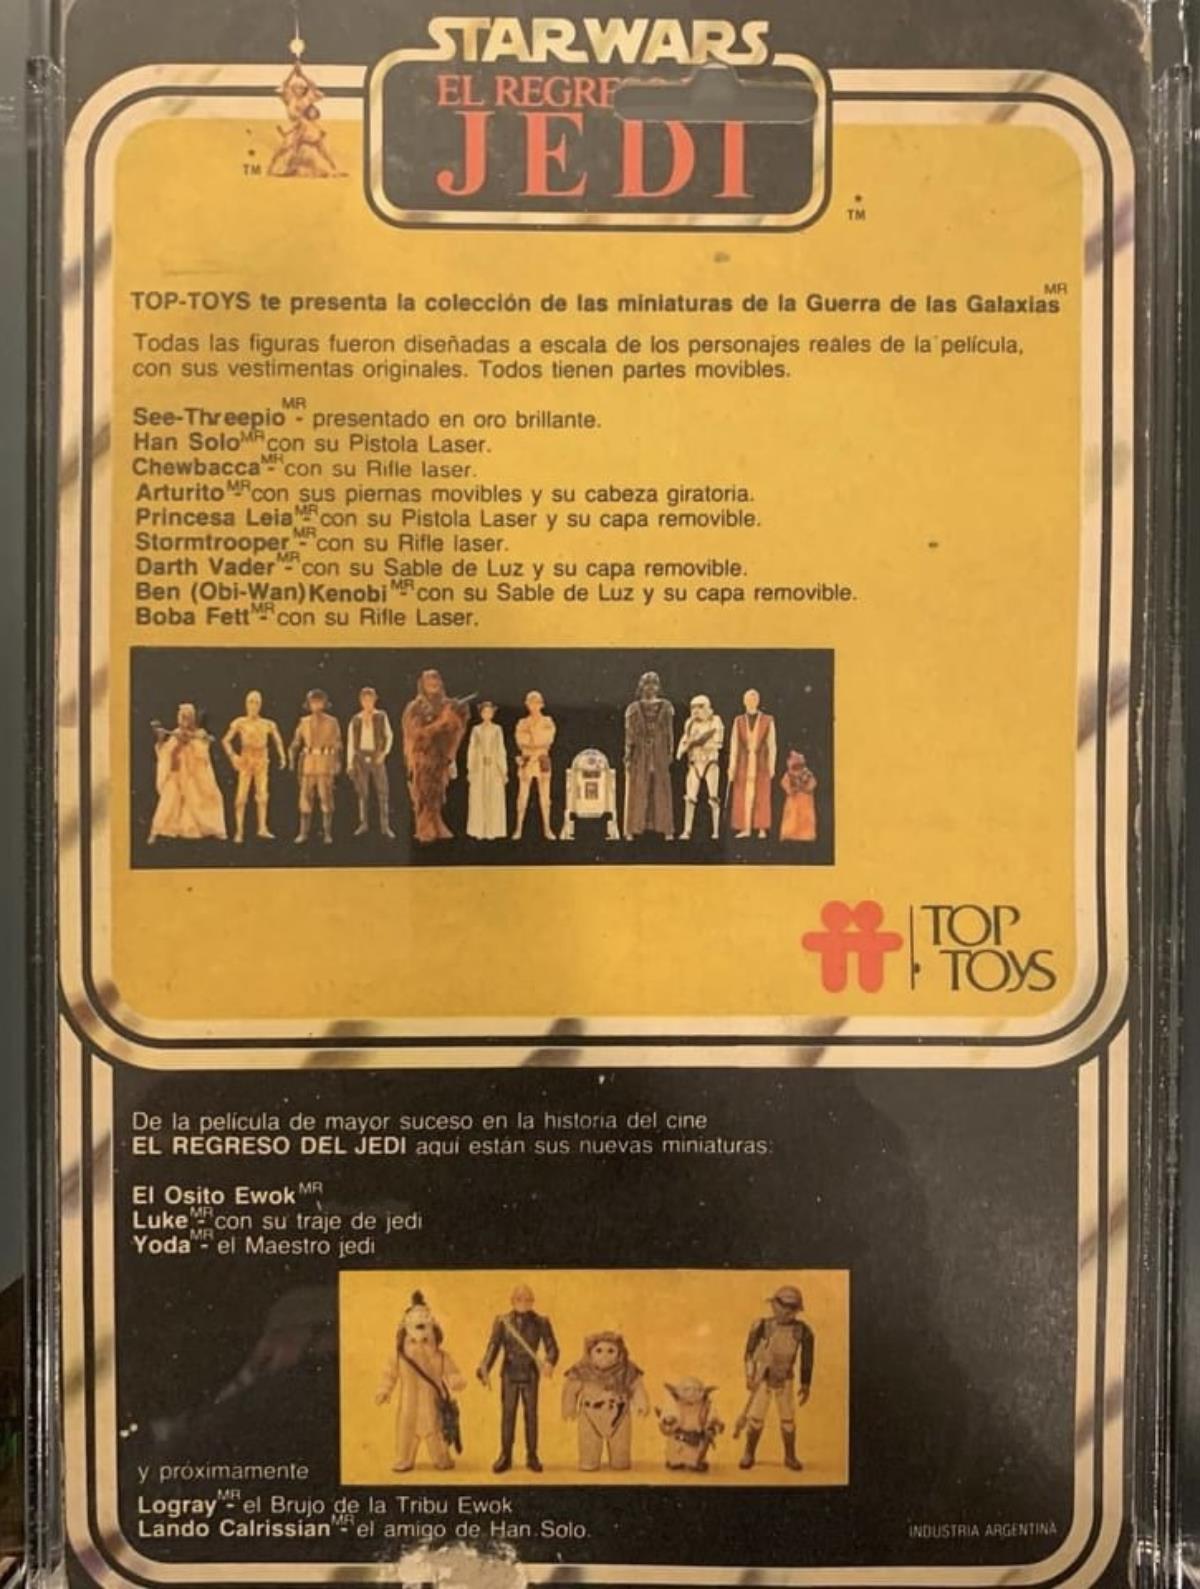 STAR WARS
EL REGRE
JEDI
TM
TM
TOP-TOYS te presenta la colección de las miniaturas de la Guerra de las Galaxias MR
Todas las figuras fueron diseñadas a escala de los personajes reales de la película,
con sus vestimentas originales. Todos tienen partes movibles.
See-Threepio MR - presentado en oro brillante.
Han Solo MR con su Pistola Laser.
Chewbacca MR - con su Rifle laser.
Arturito MR - con sus piernas movibles y su cabeza giratoria.
Princesa Leia MR - con su Pistola Laser y su capa removible.
Stormtrooper MR - con su Rifle laser.
Darth Vader MR - con su Sable de Luz y su capa removible.
Ben (Obi-Wan) Kenobi MR - con su Sable de Luz y su capa removible.
Boba Fett MR - con su Rifle Laser.
TOP
TOYS
De la película de mayor suceso en la historia del cine
EL REGRESO DEL JEDI aquí están sus nuevas miniaturas:
El Osito Ewok MR
Luke MR - con su traje de jedi
Yoda MR - el Maestro jedi
y próximamente
Logray MR - el Brujo de la Tribu Ewok
Lando Calrissian MR - el amigo de Han Solo.
INDUSTRIA ARGENTINA